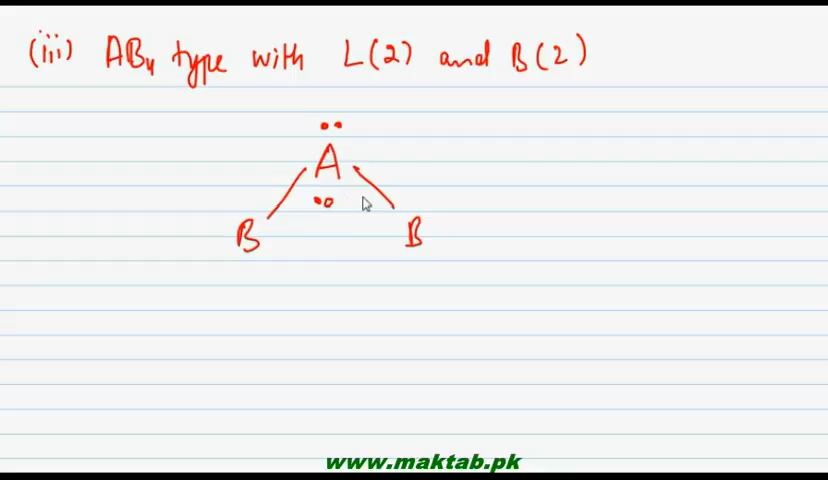 (iii) AB₄ type with L(2) and B(2)
A
B B
www.maktab.pk